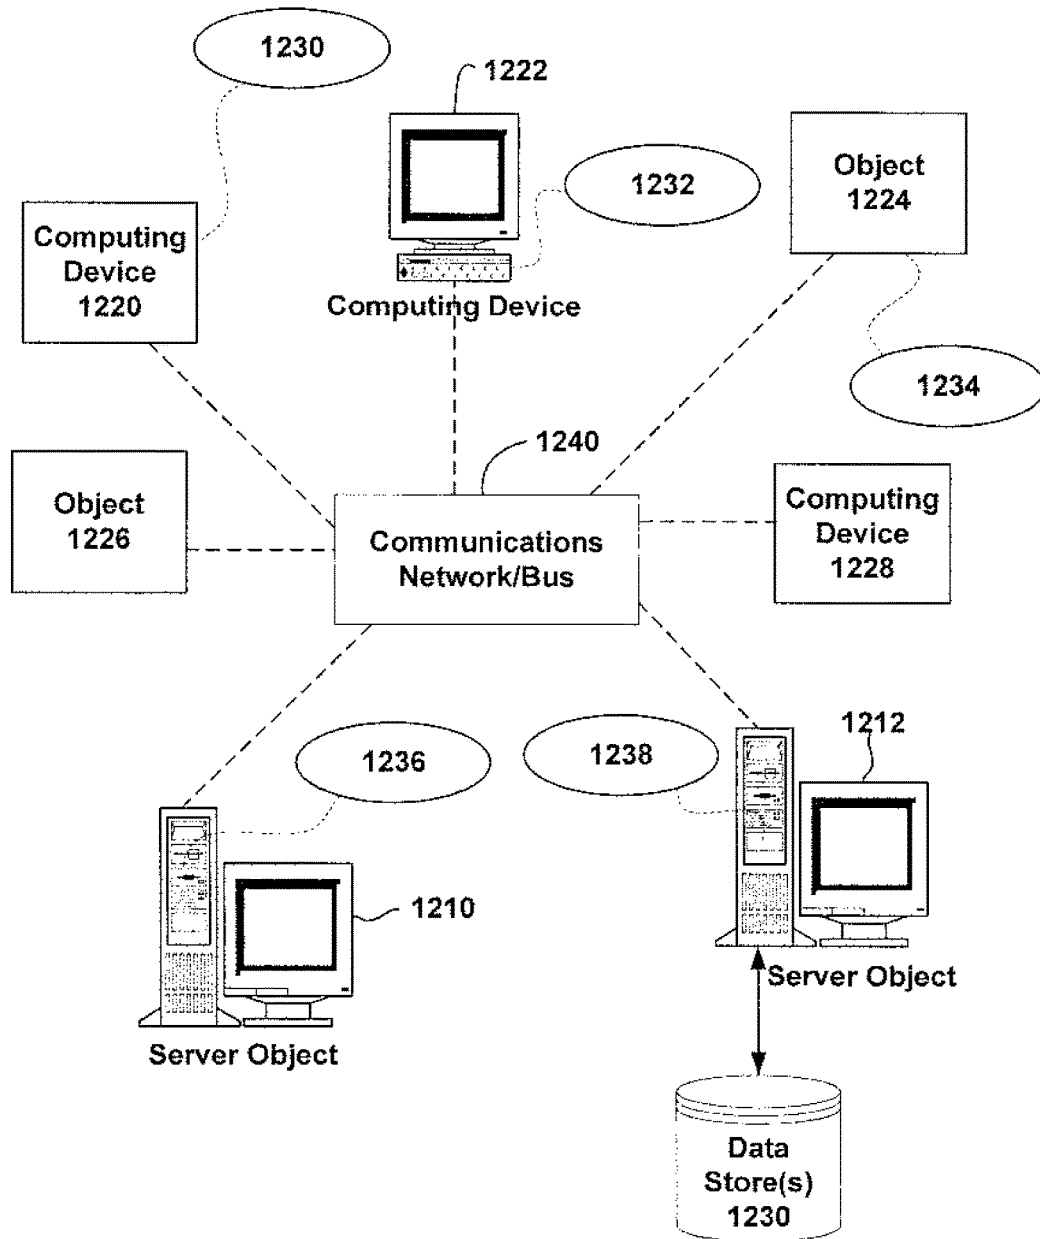 1230
1222
1232
Object
1224
Computing
Device
1220
Computing Device
1234
1240
Object
1226
Communications
Network/Bus
Computing
Device
1228
1236
1238
1212
1210
Server Object
Server Object
Data
Store(s)
1230